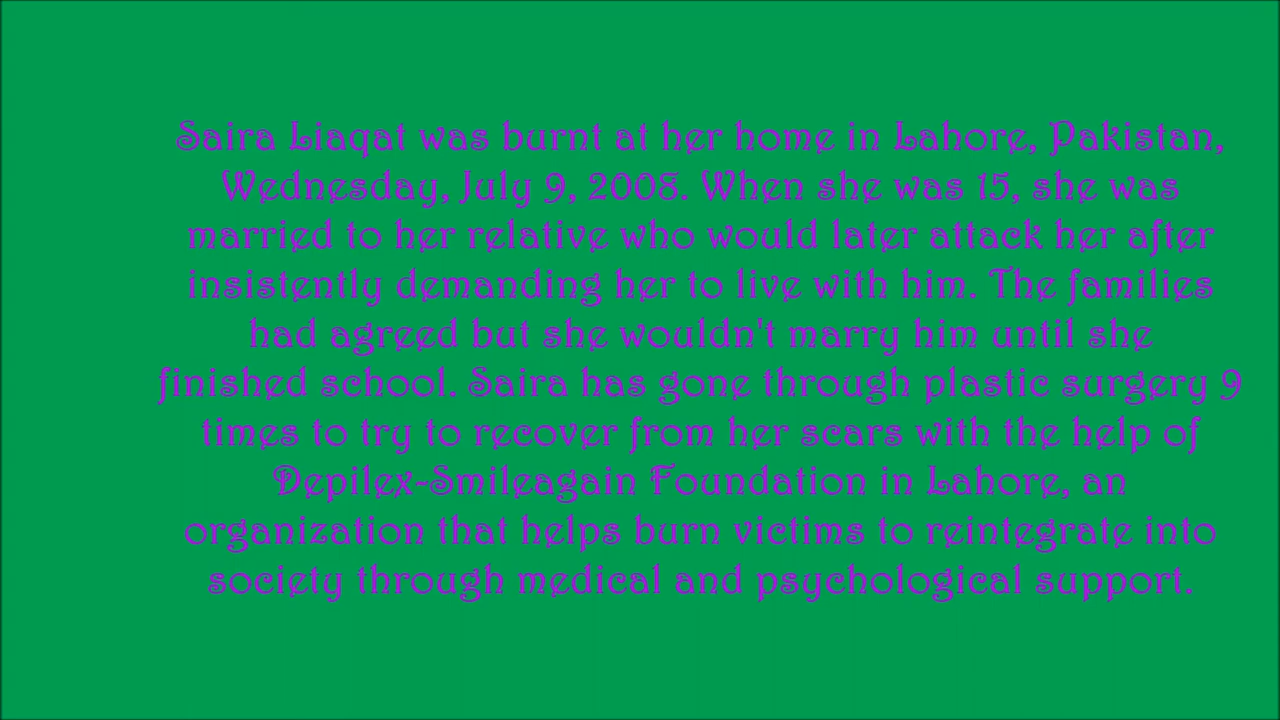 Saira Liaqat was burnt at her home in Lahore, Pakistan,
Wednesday, July 9, 2008. When she was 15, she was
married to her relative who would later attack her after
insistently demanding her to live with him. The families
had agreed but she wouldn't marry him until she
finished school. Saira has gone through plastic surgery 9
times to try to recover from her scars with the help of
Depilex-Smileagain Foundation in Lahore, an
organization that helps burn victims to reintegrate into
society through medical and psychological support.